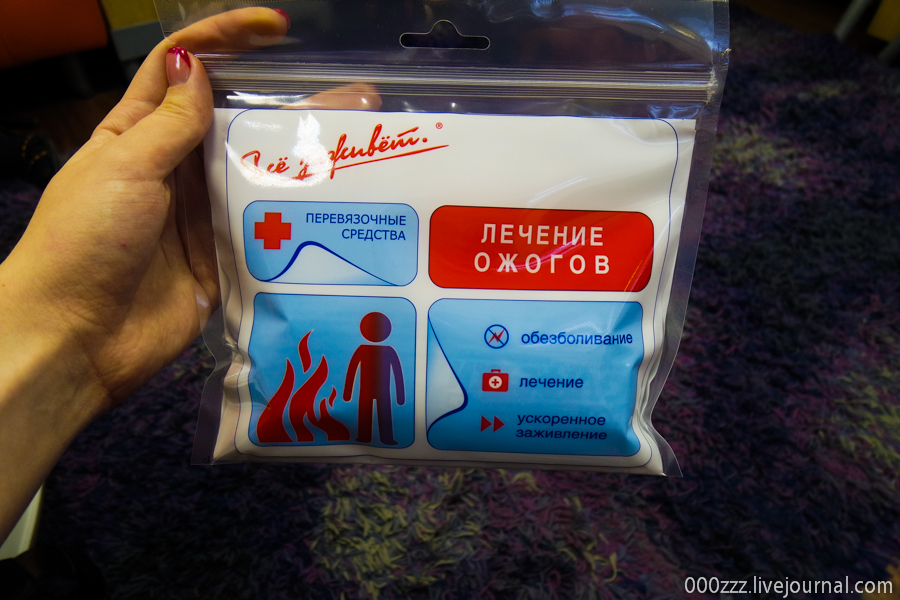 Всё заживёт.®
ПЕРЕВЯЗОЧНЫЕ
СРЕДСТВА
ЛЕЧЕНИЕ
ОЖОГОВ
обезболивание
лечение
ускоренное
заживление
000zzz.livejournal.com